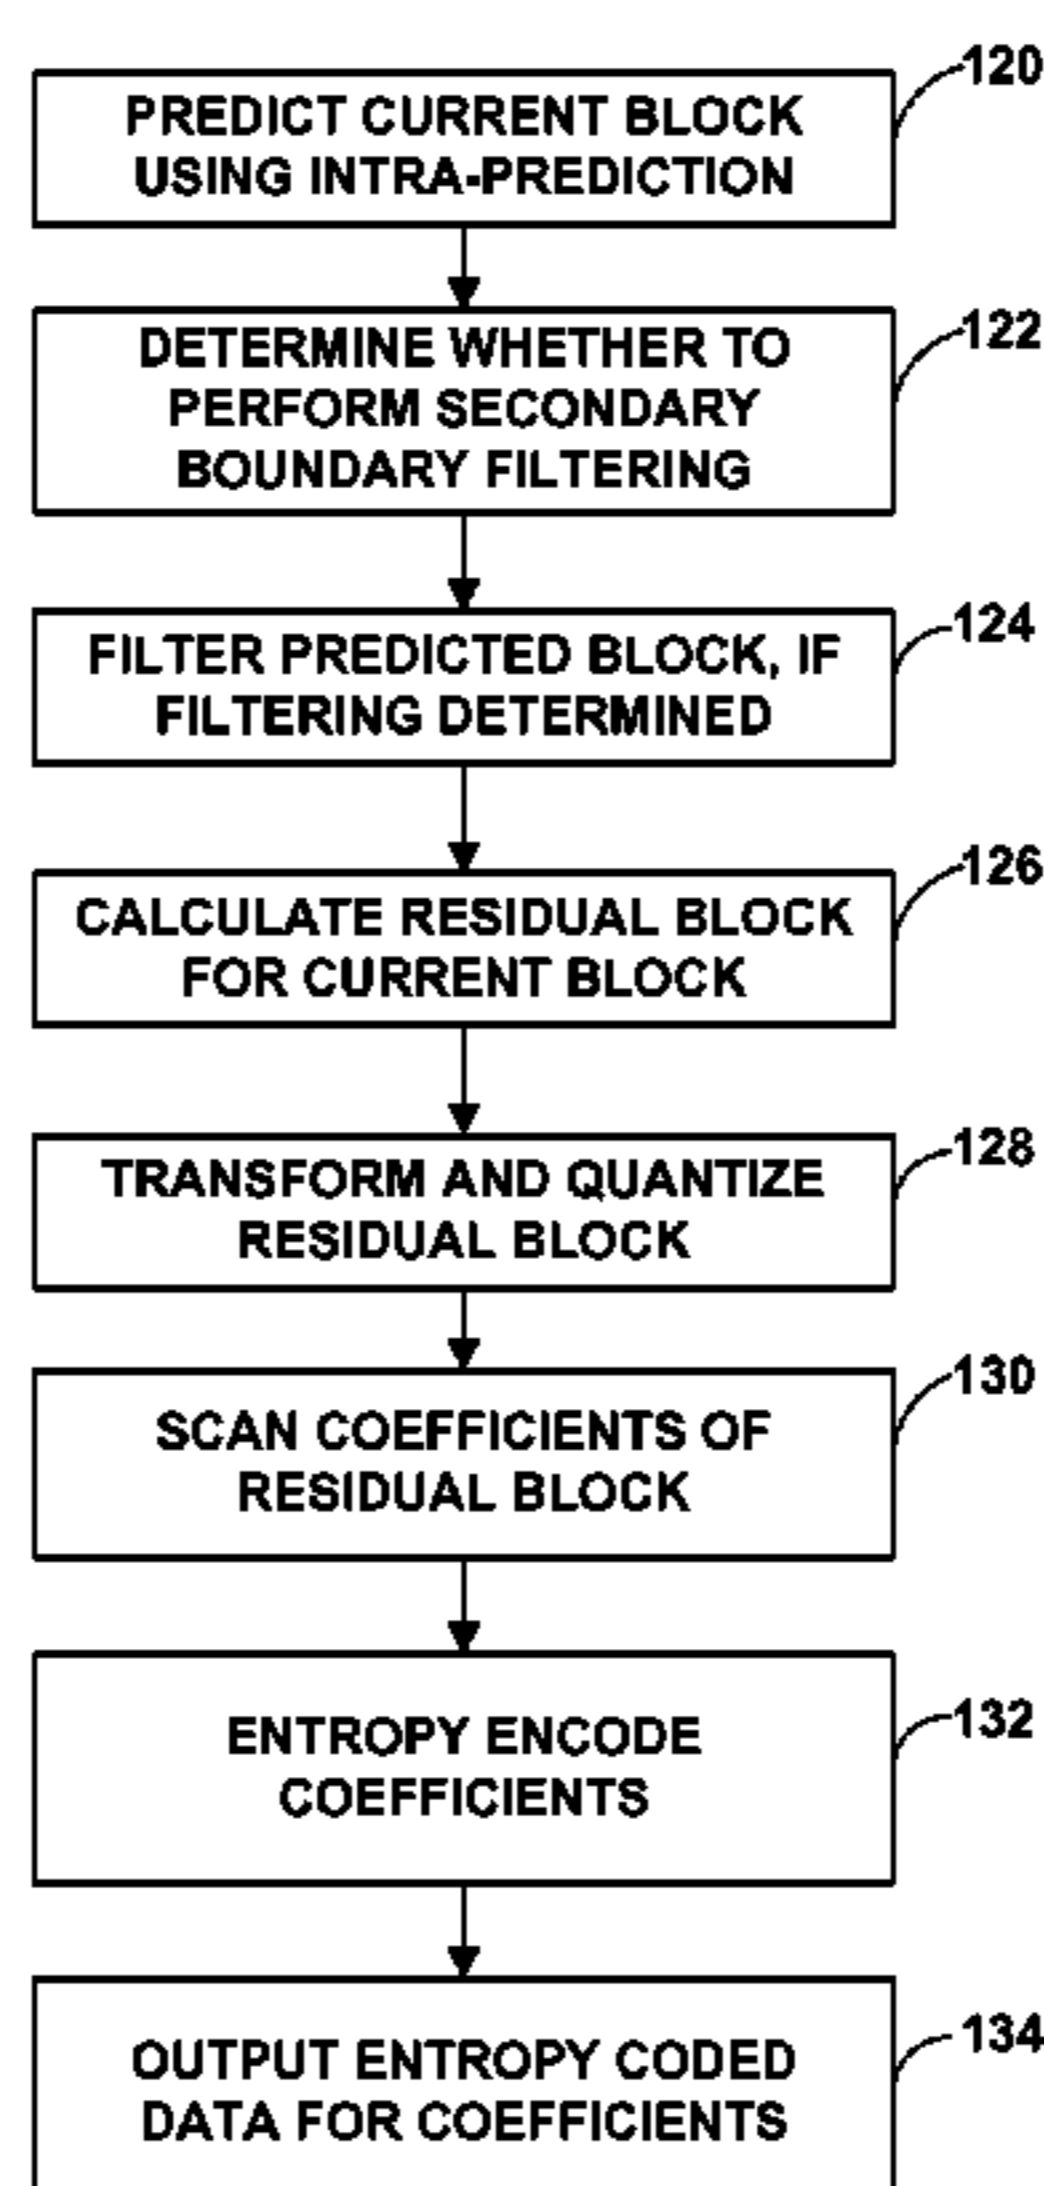 120
PREDICT CURRENT BLOCK
USING INTRA-PREDICTION
122
DETERMINE WHETHER TO
PERFORM SECONDARY
BOUNDARY FILTERING
124
FILTER PREDICTED BLOCK, IF
FILTERING DETERMINED
126
CALCULATE RESIDUAL BLOCK
FOR CURRENT BLOCK
128
TRANSFORM AND QUANTIZE
RESIDUAL BLOCK
130
SCAN COEFFICIENTS OF
RESIDUAL BLOCK
132
ENTROPY ENCODE
COEFFICIENTS
134
OUTPUT ENTROPY CODED
DATA FOR COEFFICIENTS